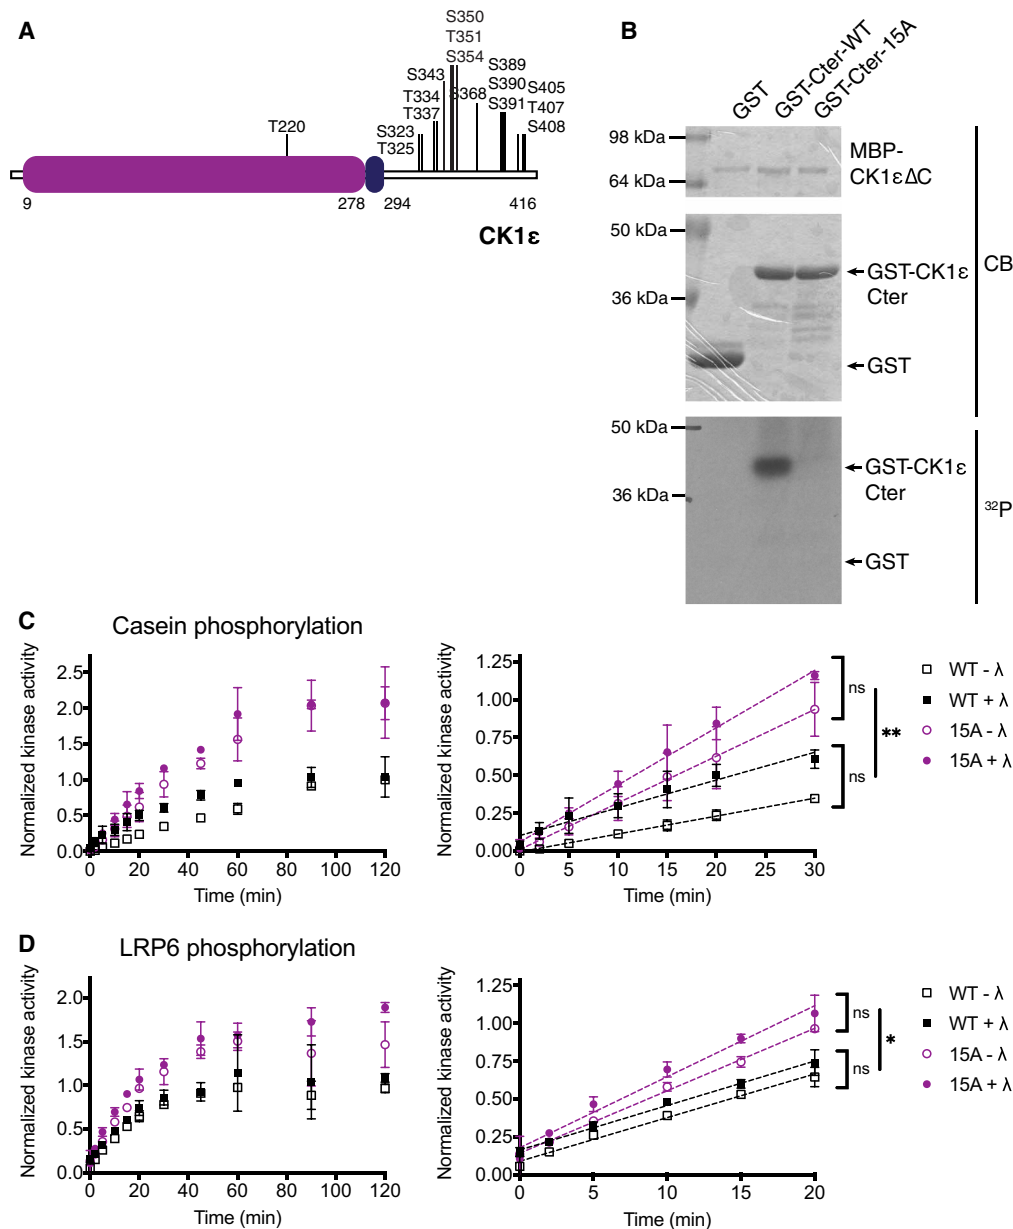 A
S350
T351
S354
S343
S368
S389
S390
S391
S405
T407
S408
T334
T337
S323
T325
T220
9
278
294
416
CK1ε
B
GST
GST-Cter-WT
GST-Cter-15A
98 kDa
64 kDa
MBP-
CK1εΔC
50 kDa
36 kDa
GST-CK1ε
Cter
GST
CB
50 kDa
36 kDa
GST-CK1ε
Cter
GST
32P
C
Casein phosphorylation
Normalized kinase activity
2.5
2.0
1.5
1.0
0.5
0.0
0 20 40 60 80 100 120
Time (min)
Normalized kinase activity
1.25
1.00
0.75
0.50
0.25
0.00
0 5 10 15 20 25 30
Time (min)
ns
ns
**
WT - λ
WT + λ
15A - λ
15A + λ
D
LRP6 phosphorylation
Normalized kinase activity
2.0
1.5
1.0
0.5
0.0
0 20 40 60 80 100 120
Time (min)
Normalized kinase activity
1.25
1.00
0.75
0.50
0.25
0.00
0 5 10 15 20
Time (min)
ns
ns
*
WT - λ
WT + λ
15A - λ
15A + λ